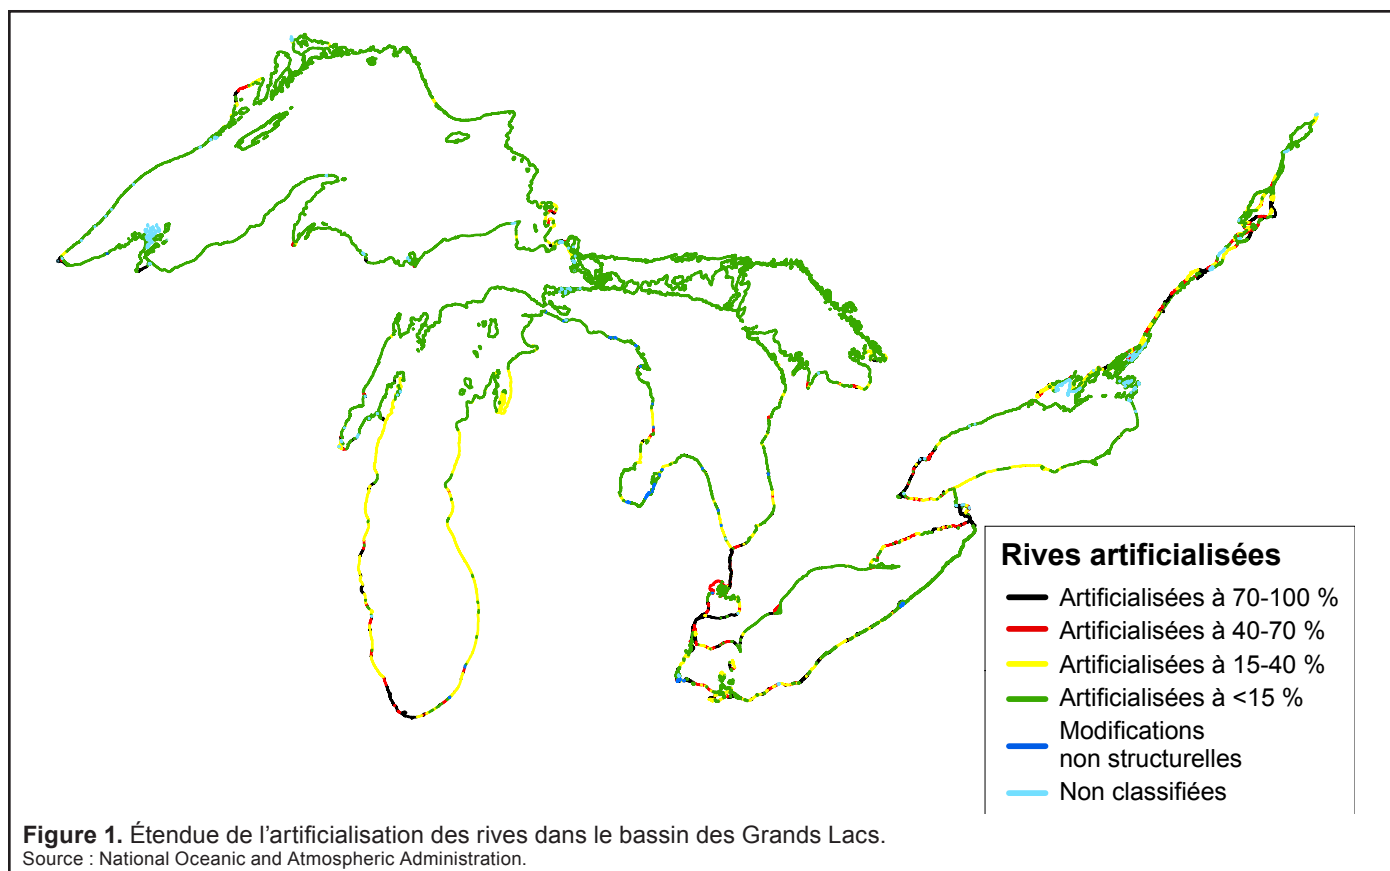 Rives artificialisées
Artificialisées à 70-100 %
Artificialisées à 40-70 %
Artificialisées à 15-40 %
Artificialisées à <15 %
Modifications
non structurelles
Non classifiées
Figure 1. Étendue de l’artificialisation des rives dans le bassin des Grands Lacs.
Source : National Oceanic and Atmospheric Administration.